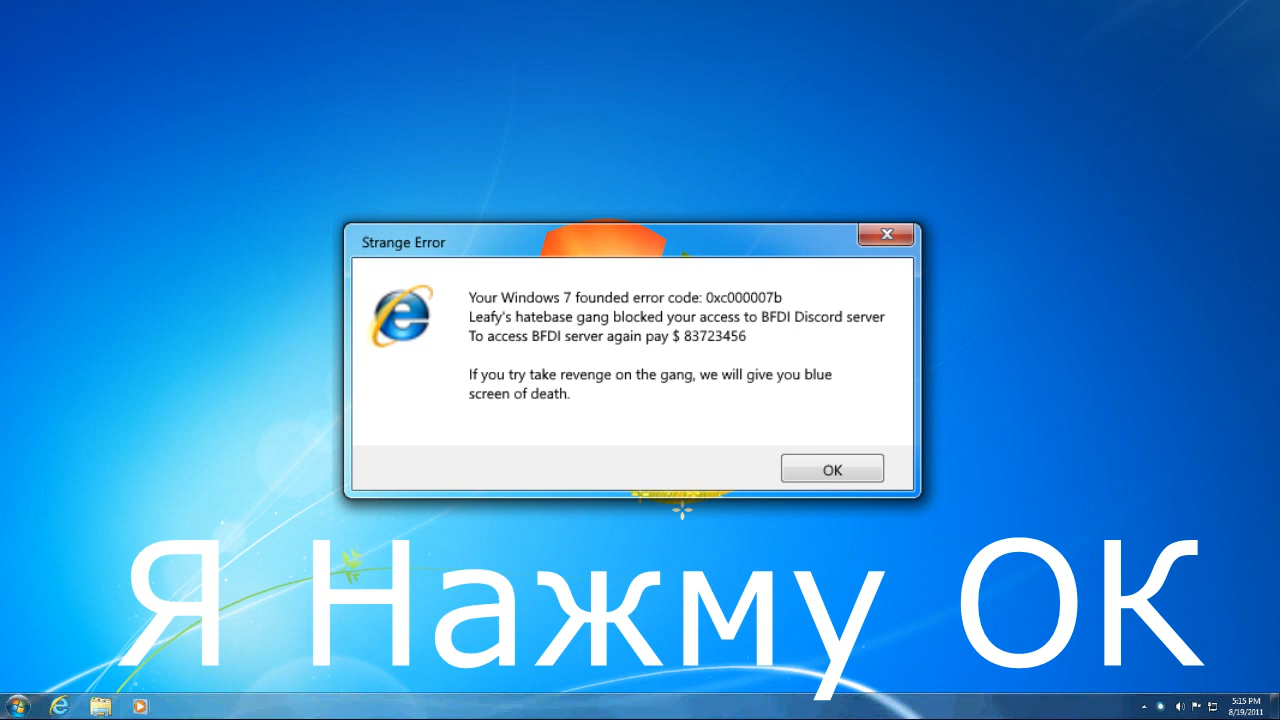 Strange Error
Your Windows 7 founded error code: 0xc000007b
Leafy's hatebase gang blocked your access to BFDI Discord server
To access BFDI server again pay $ 83723456
If you try take revenge on the gang, we will give you blue
screen of death.
OK
Я Нажму ОК
5:15 PM
8/19/2011